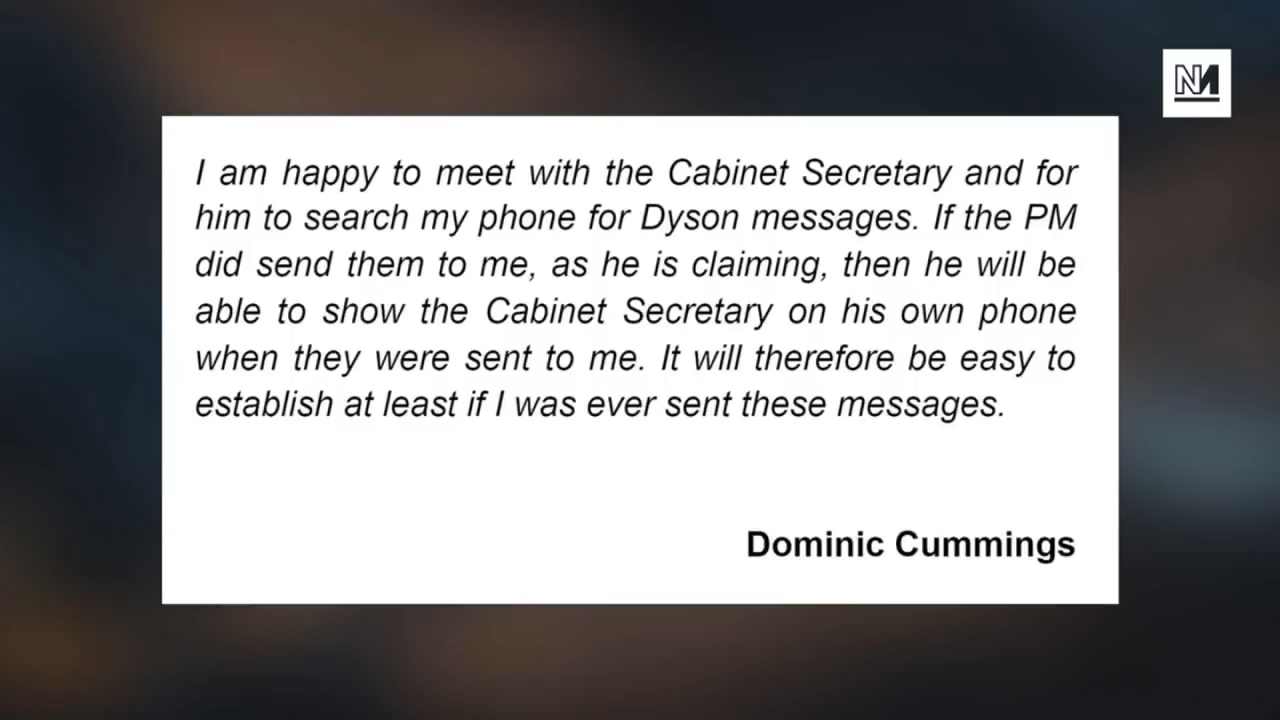 NM
I am happy to meet with the Cabinet Secretary and for
him to search my phone for Dyson messages. If the PM
did send them to me, as he is claiming, then he will be
able to show the Cabinet Secretary on his own phone
when they were sent to me. It will therefore be easy to
establish at least if I was ever sent these messages.
Dominic Cummings